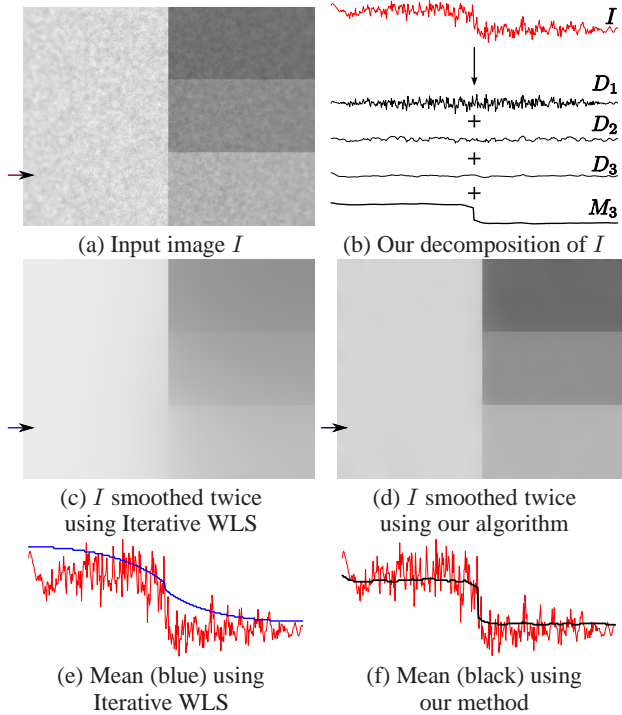 I
D₁
+
D₂
+
D₃
+
M₃
(a) Input image I
(b) Our decomposition of I
(c) I smoothed twice
using Iterative WLS
(d) I smoothed twice
using our algorithm
(e) Mean (blue) using
Iterative WLS
(f) Mean (black) using
our method